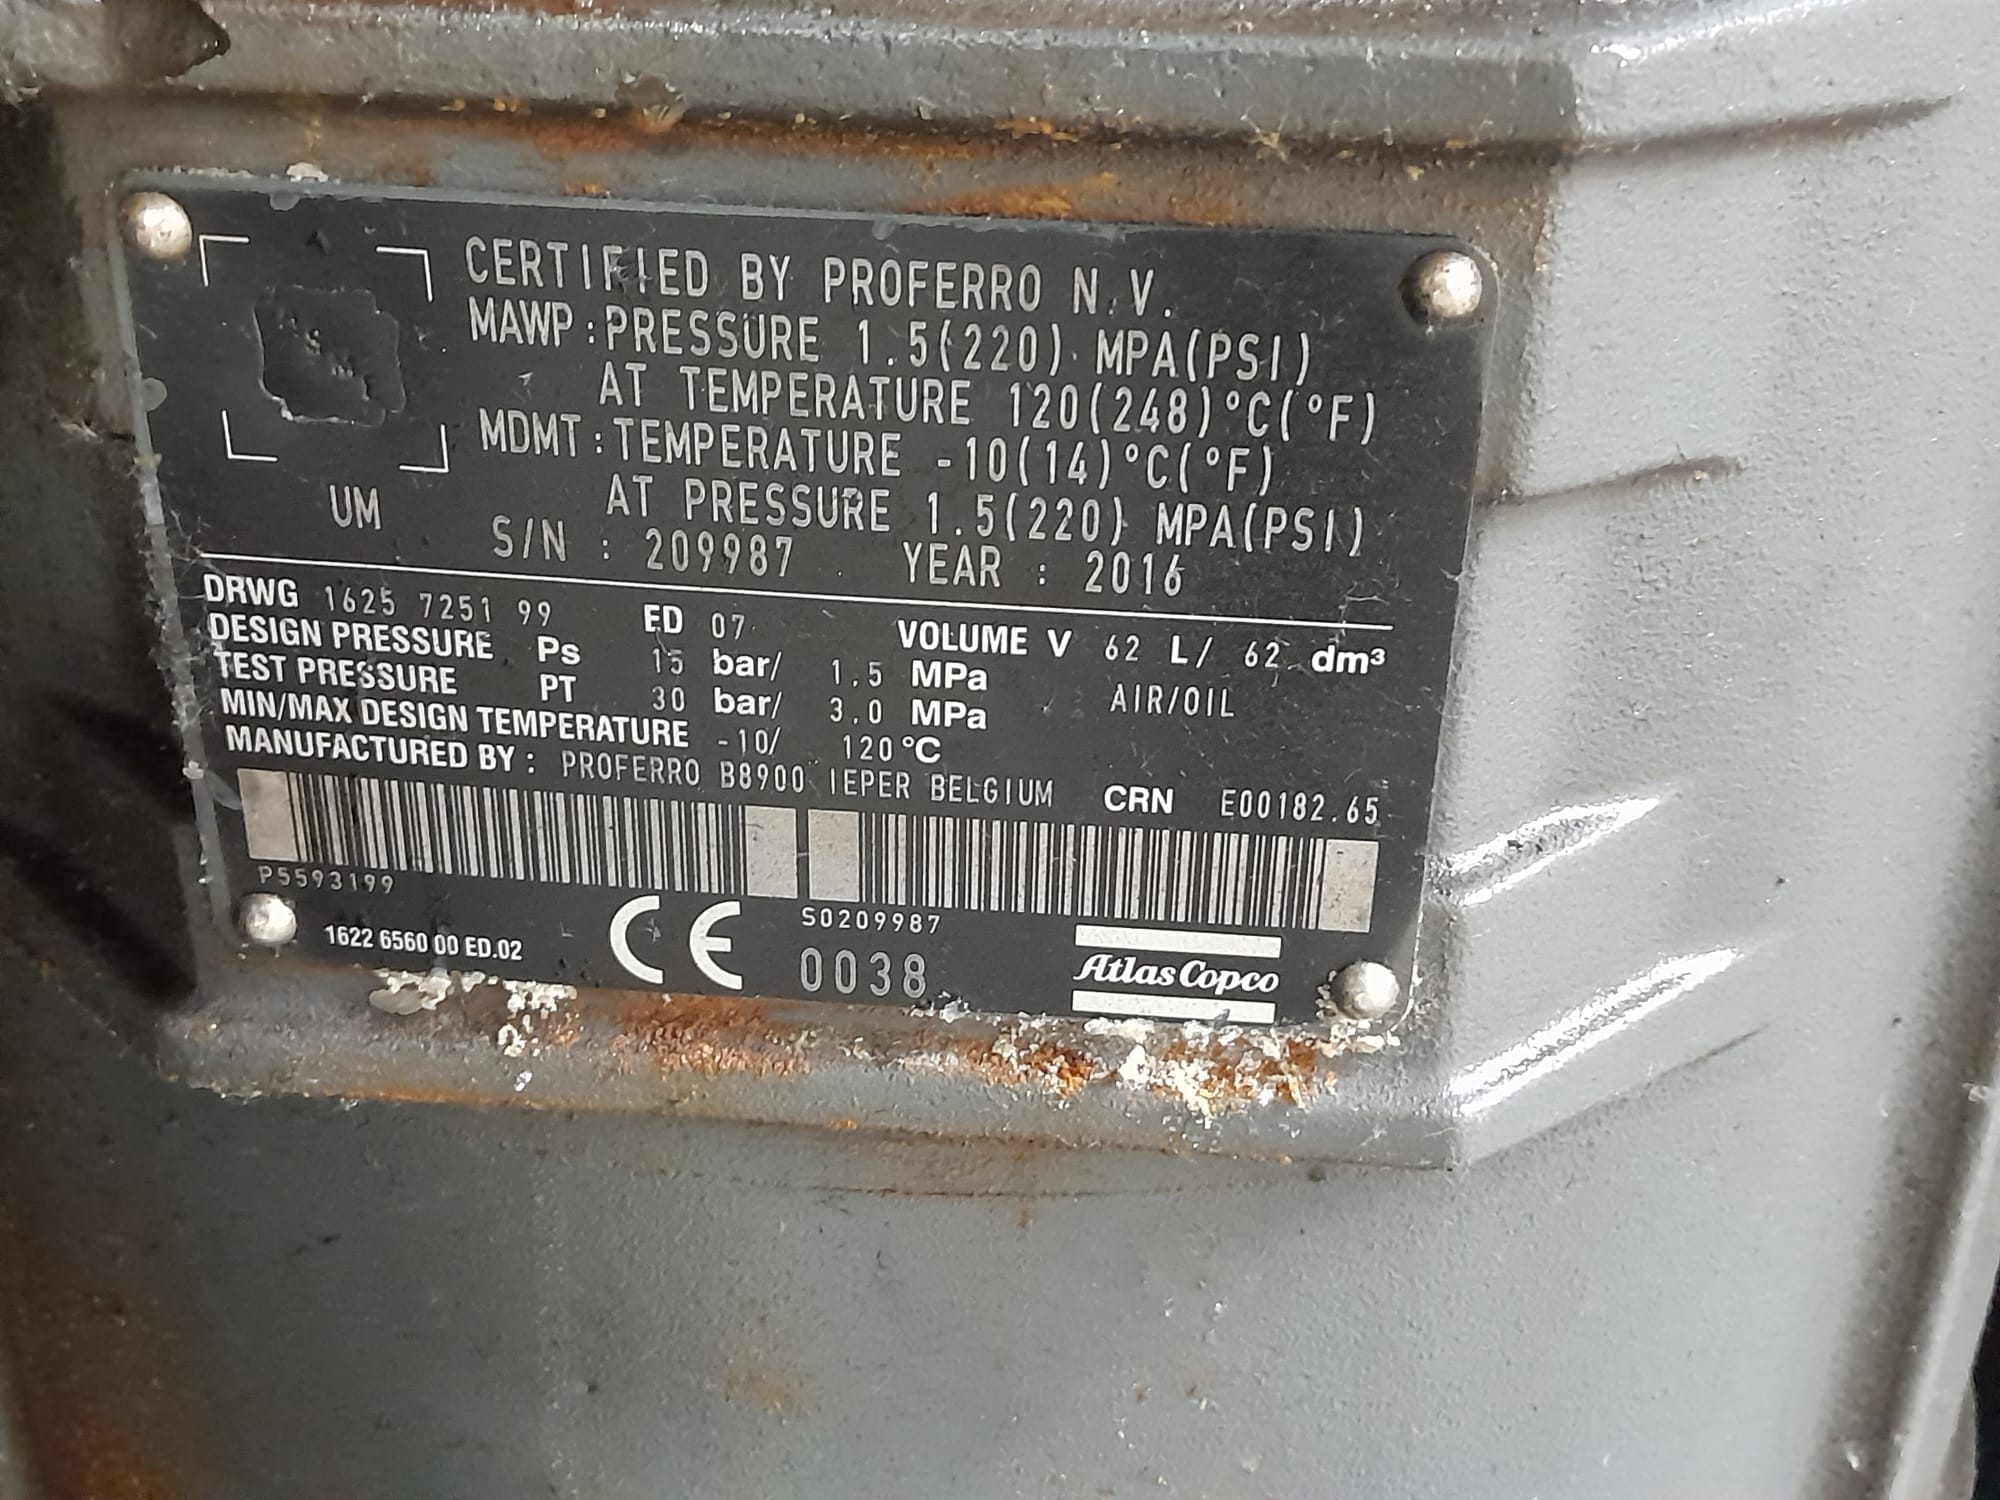 CERTIFIED BY PROFERRO N.V.
MAWP : PRESSURE 1.5(220) MPA(PSI)
AT TEMPERATURE 120(248)°C(°F)
MDMT : TEMPERATURE -10(14)°C(°F)
AT PRESSURE 1.5(220) MPA(PSI)
UM S/N : 209987 YEAR : 2016
DRWG 1625 7251 99 ED 07 VOLUME V 62 L/ 62 dm³
DESIGN PRESSURE Ps 15 bar/ 1.5 MPa AIR/OIL
TEST PRESSURE PT 30 bar/ 3.0 MPa
MIN/MAX DESIGN TEMPERATURE -10/ 120 °C
MANUFACTURED BY : PROFERRO B8900 IEPER BELGIUM CRN E00182.65
P5593199 S0209987
1622 6560 00 ED.02 CE 0038 Atlas Copco